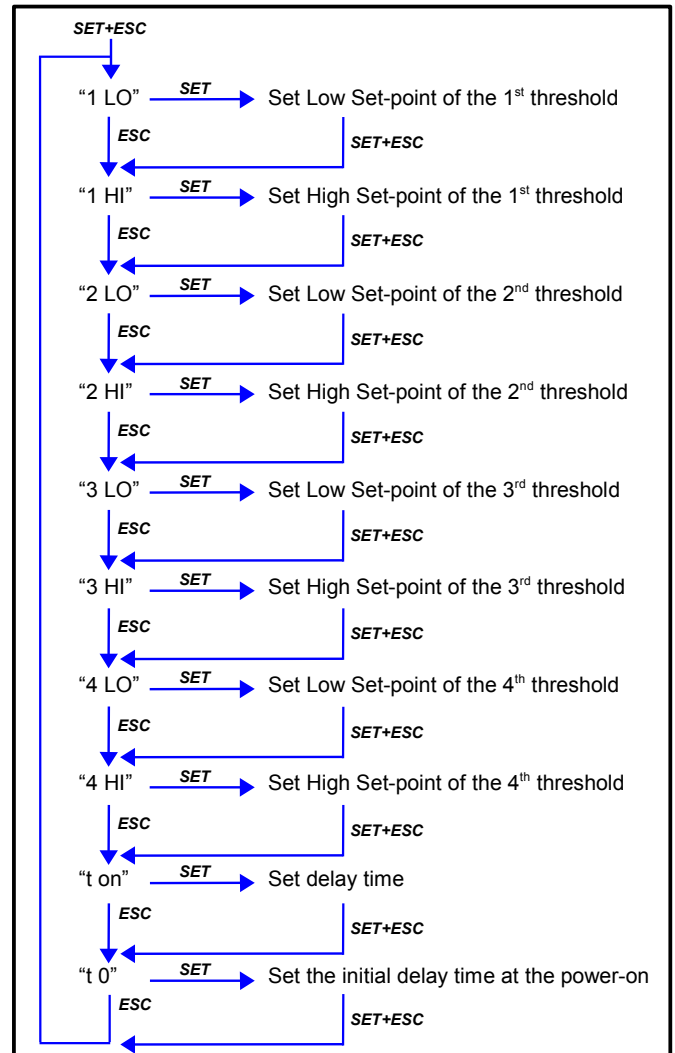 SET+ESC
“1 LO” SET Set Low Set-point of the 1st threshold
ESC SET+ESC
“1 HI” SET Set High Set-point of the 1st threshold
ESC SET+ESC
“2 LO” SET Set Low Set-point of the 2nd threshold
ESC SET+ESC
“2 HI” SET Set High Set-point of the 2nd threshold
ESC SET+ESC
“3 LO” SET Set Low Set-point of the 3rd threshold
ESC SET+ESC
“3 HI” SET Set High Set-point of the 3rd threshold
ESC SET+ESC
“4 LO” SET Set Low Set-point of the 4th threshold
ESC SET+ESC
“4 HI” SET Set High Set-point of the 4th threshold
ESC SET+ESC
“t on” SET Set delay time
ESC SET+ESC
“t 0” SET Set the initial delay time at the power-on
ESC SET+ESC